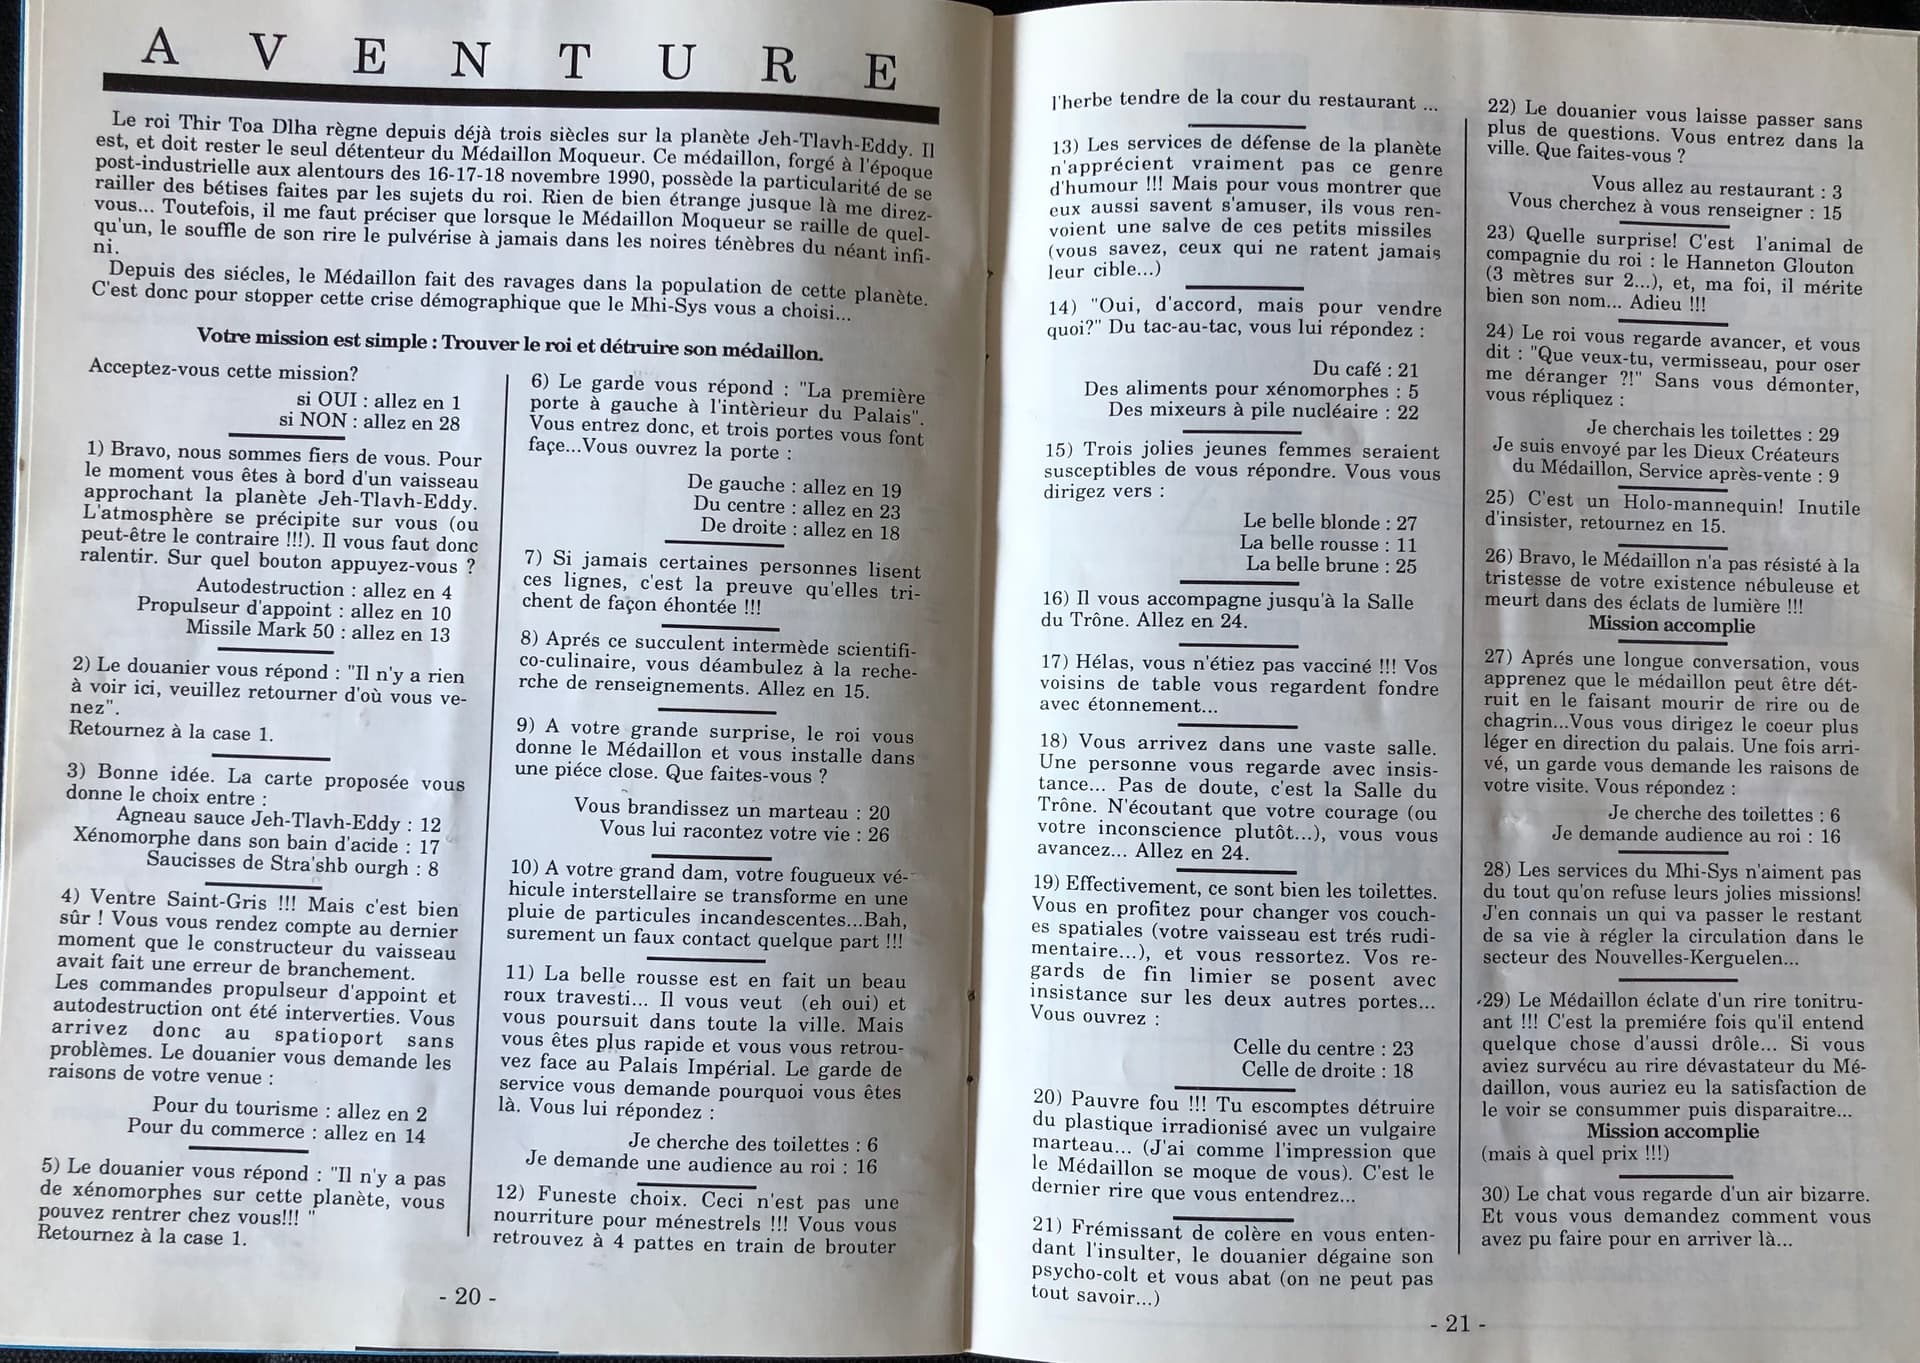 A V E N T U R E
Le roi Thir Toa Dlha règne depuis déjà trois siècles sur la planète Jeh-Tlavh-Eddy. Il
est, et doit rester le seul détenteur du Médaillon Moqueur. Ce médaillon, forgé à l'époque
post-industrielle aux alentours des 16-17-18 novembre 1990, possède la particularité de se
railler des bétises faites par les sujets du roi. Rien de bien étrange jusque là me direz-
vous... Toutefois, il me faut préciser que lorsque le Médaillon Moqueur se raille de quel-
qu'un, le souffle de son rire le pulvérise à jamais dans les noires ténèbres du néant infi-
ni.
Depuis des siécles, le Médaillon fait des ravages dans la population de cette planète.
C'est donc pour stopper cette crise démographique que le Mhi-Sys vous a choisi...
Votre mission est simple : Trouver le roi et détruire son médaillon.
Acceptez-vous cette mission?
si OUI : allez en 1
si NON : allez en 28
1) Bravo, nous sommes fiers de vous. Pour
le moment vous êtes à bord d'un vaisseau
approchant la planète Jeh-Tlavh-Eddy.
L'atmosphère se précipite sur vous (ou
peut-être le contraire !!!). Il vous faut donc
ralentir. Sur quel bouton appuyez-vous ?
Autodestruction : allez en 4
Propulseur d'appoint : allez en 10
Missile Mark 50 : allez en 13
2) Le douanier vous répond : "Il n'y a rien
à voir ici, veuillez retourner d'où vous ve-
nez".
Retournez à la case 1.
3) Bonne idée. La carte proposée vous
donne le choix entre :
Agneau sauce Jeh-Tlavh-Eddy : 12
Xénomorphe dans son bain d'acide : 17
Saucisses de Stra'shb ourgh : 8
4) Ventre Saint-Gris !!! Mais c'est bien
sûr ! Vous vous rendez compte au dernier
moment que le constructeur du vaisseau
avait fait une erreur de branchement.
Les commandes propulseur d'appoint et
autodestruction ont été interverties. Vous
arrivez donc au spatioport sans
problèmes. Le douanier vous demande les
raisons de votre venue :
Pour du tourisme : allez en 2
Pour du commerce : allez en 14
5) Le douanier vous répond : "Il n'y a pas
de xénomorphes sur cette planète, vous
pouvez rentrer chez vous!!! "
Retournez à la case 1.
6) Le garde vous répond : "La première
porte à gauche à l'intèrieur du Palais".
Vous entrez donc, et trois portes vous font
façe...Vous ouvrez la porte :
De gauche : allez en 19
Du centre : allez en 23
De droite : allez en 18
7) Si jamais certaines personnes lisent
ces lignes, c'est la preuve qu'elles tri-
chent de façon éhontée !!!
8) Aprés ce succulent intermède scientifi-
co-culinaire, vous déambulez à la reche-
rche de renseignements. Allez en 15.
9) A votre grande surprise, le roi vous
donne le Médaillon et vous installe dans
une piéce close. Que faites-vous ?
Vous brandissez un marteau : 20
Vous lui racontez votre vie : 26
10) A votre grand dam, votre fougueux vé-
hicule interstellaire se transforme en une
pluie de particules incandescentes...Bah,
surement un faux contact quelque part !!!
11) La belle rousse est en fait un beau
roux travesti... Il vous veut (eh oui) et
vous poursuit dans toute la ville. Mais
vous êtes plus rapide et vous vous retrou-
vez face au Palais Impérial. Le garde de
service vous demande pourquoi vous êtes
là. Vous lui répondez :
Je cherche des toilettes : 6
Je demande une audience au roi : 16
12) Funeste choix. Ceci n'est pas une
nourriture pour ménestrels !!! Vous vous
retrouvez à 4 pattes en train de brouter
- 20 -
l'herbe tendre de la cour du restaurant ...
13) Les services de défense de la planète
n'apprécient vraiment pas ce genre
d'humour !!! Mais pour vous montrer que
eux aussi savent s'amuser, ils vous ren-
voient une salve de ces petits missiles
(vous savez, ceux qui ne ratent jamais
leur cible...)
14) "Oui, d'accord, mais pour vendre
quoi?" Du tac-au-tac, vous lui répondez :
Du café : 21
Des aliments pour xénomorphes : 5
Des mixeurs à pile nucléaire : 22
15) Trois jolies jeunes femmes seraient
susceptibles de vous répondre. Vous vous
dirigez vers :
Le belle blonde : 27
La belle rousse : 11
La belle brune : 25
16) Il vous accompagne jusqu'à la Salle
du Trône. Allez en 24.
17) Hélas, vous n'étiez pas vacciné !!! Vos
voisins de table vous regardent fondre
avec étonnement...
18) Vous arrivez dans une vaste salle.
Une personne vous regarde avec insis-
tance... Pas de doute, c'est la Salle du
Trône. N'écoutant que votre courage (ou
votre inconscience plutôt...), vous vous
avancez... Allez en 24.
19) Effectivement, ce sont bien les toilettes.
Vous en profitez pour changer vos couch-
es spatiales (votre vaisseau est trés rudi-
mentaire...), et vous ressortez. Vos re-
gards de fin limier se posent avec
insistance sur les deux autres portes...
Vous ouvrez :
Celle du centre : 23
Celle de droite : 18
20) Pauvre fou !!! Tu escomptes détruire
du plastique irradionisé avec un vulgaire
marteau... (J'ai comme l'impression que
le Médaillon se moque de vous). C'est le
dernier rire que vous entendrez...
21) Frémissant de colère en vous enten-
dant l'insulter, le douanier dégaine son
psycho-colt et vous abat (on ne peut pas
tout savoir...)
22) Le douanier vous laisse passer sans
plus de questions. Vous entrez dans la
ville. Que faites-vous ?
Vous allez au restaurant : 3
Vous cherchez à vous renseigner : 15
23) Quelle surprise! C'est l'animal de
compagnie du roi : le Hanneton Glouton
(3 mètres sur 2...), et, ma foi, il mérite
bien son nom... Adieu !!!
24) Le roi vous regarde avancer, et vous
dit : "Que veux-tu, vermisseau, pour oser
me déranger ?!" Sans vous démonter,
vous répliquez :
Je cherchais les toilettes : 29
Je suis envoyé par les Dieux Créateurs
du Médaillon, Service après-vente : 9
25) C'est un Holo-mannequin! Inutile
d'insister, retournez en 15.
26) Bravo, le Médaillon n'a pas résisté à la
tristesse de votre existence nébuleuse et
meurt dans des éclats de lumière !!!
Mission accomplie
27) Aprés une longue conversation, vous
apprenez que le médaillon peut être dét-
ruit en le faisant mourir de rire ou de
chagrin...Vous vous dirigez le coeur plus
léger en direction du palais. Une fois arri-
vé, un garde vous demande les raisons de
votre visite. Vous répondez :
Je cherche des toilettes : 6
Je demande audience au roi : 16
28) Les services du Mhi-Sys n'aiment pas
du tout qu'on refuse leurs jolies missions!
J'en connais un qui va passer le restant
de sa vie à régler la circulation dans le
secteur des Nouvelles-Kerguelen...
29) Le Médaillon éclate d'un rire tonitru-
ant !!! C'est la premiére fois qu'il entend
quelque chose d'aussi drôle... Si vous
aviez survécu au rire dévastateur du Mé-
daillon, vous auriez eu la satisfaction de
le voir se consummer puis disparaitre...
Mission accomplie
(mais à quel prix !!!)
30) Le chat vous regarde d'un air bizarre.
Et vous vous demandez comment vous
avez pu faire pour en arriver là...
- 21 -